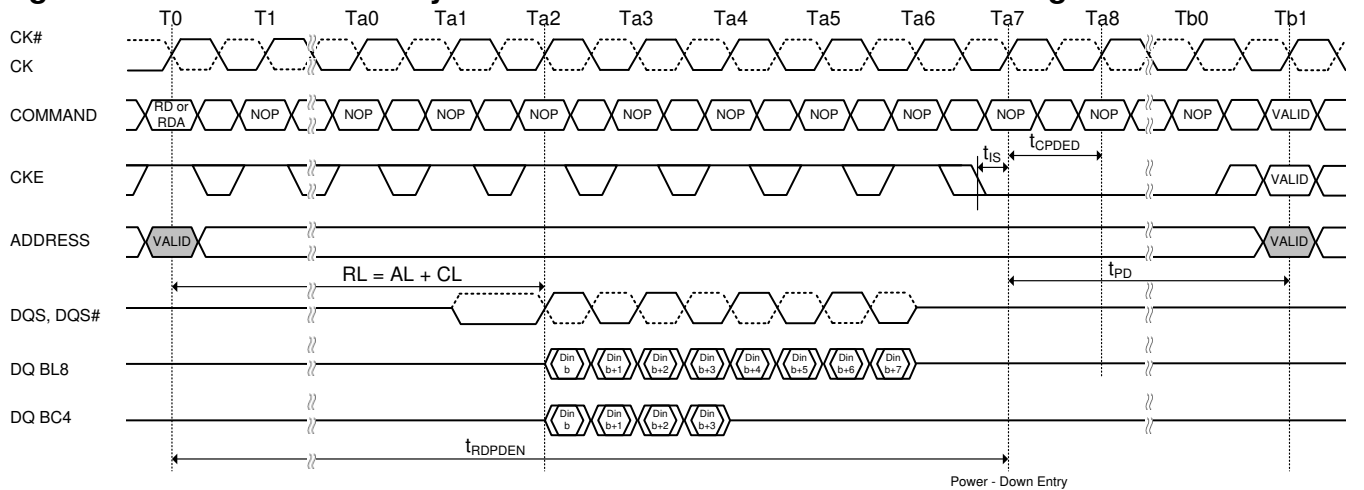 T0 T1 Ta0 Ta1 Ta2 Ta3 Ta4 Ta5 Ta6 Ta7 Ta8 Tb0 Tb1
CK#
CK
COMMAND RD or RDA NOP NOP NOP NOP NOP NOP NOP NOP NOP NOP NOP VALID
tIS tCPDED
CKE VALID
ADDRESS VALID VALID
RL = AL + CL tPD
DQS, DQS#
DQ BL8 Din b Din b+1 Din b+2 Din b+3 Din b+4 Din b+5 Din b+6 Din b+7
DQ BC4 Din b Din b+1 Din b+2 Din b+3
tRDPDEN
Power - Down Entry